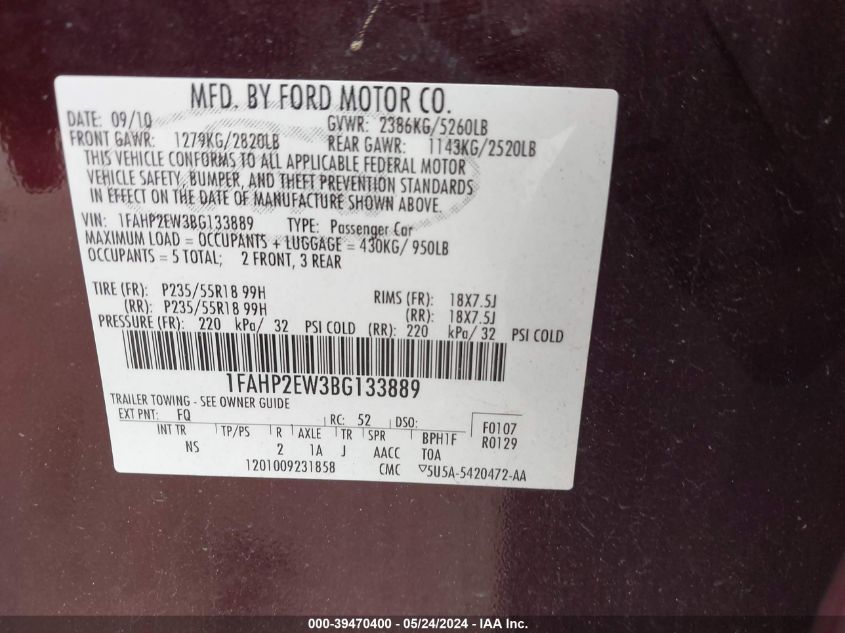 MFD. BY FORD MOTOR CO.
DATE: 09/10 GVWR: 2386KG/5260LB
FRONT GAWR: 1279KG/2820LB REAR GAWR: 1143KG/2520LB
THIS VEHICLE CONFORMS TO ALL APPLICABLE FEDERAL MOTOR
VEHICLE SAFETY, BUMPER, AND THEFT PREVENTION STANDARDS
IN EFFECT ON THE DATE OF MANUFACTURE SHOWN ABOVE.
VIN: 1FAHP2EW3BG133889 TYPE: Passenger Car
MAXIMUM LOAD = OCCUPANTS + LUGGAGE = 430KG/ 950LB
OCCUPANTS = 5 TOTAL; 2 FRONT, 3 REAR
TIRE (FR): P235/55R18 99H RIMS (FR): 18X7.5J
(RR): P235/55R18 99H (RR): 18X7.5J
PRESSURE (FR): 220 kPa/ 32 PSI COLD (RR): 220 kPa/ 32 PSI COLD
1FAHP2EW3BG133889
TRAILER TOWING - SEE OWNER GUIDE
EXT PNT: FQ RC: 52 DSO: F0107
INT TR TP/PS R AXLE TR SPR BPH1F R0129
NS 2 1A J AACC TOA
1201009231858 CMC ▽5U5A-5420472-AA
000-39470400 - 05/24/2024 - IAA Inc.